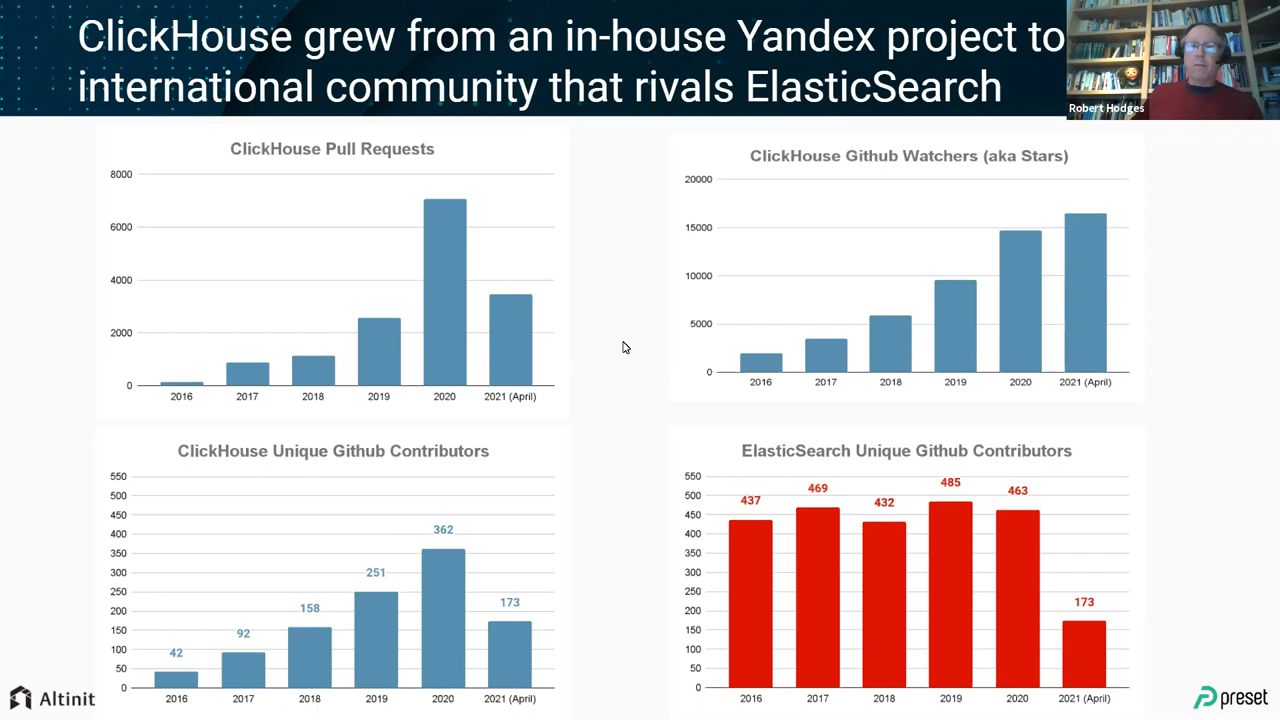 ClickHouse grew from an in-house Yandex project to
international community that rivals ElasticSearch
Robert Hodges
ClickHouse Pull Requests
8000
6000
4000
2000
0
2016 2017 2018 2019 2020 2021 (April)
ClickHouse Github Watchers (aka Stars)
20000
15000
10000
5000
0
2016 2017 2018 2019 2020 2021 (April)
ClickHouse Unique Github Contributors
550
500
450
400
350
300
250
200
150
100
50
0
42 92 158 251 362 173
2016 2017 2018 2019 2020 2021 (April)
ElasticSearch Unique Github Contributors
550
500
450
400
350
300
250
200
150
100
50
0
437 469 432 485 463 173
2016 2017 2018 2019 2020 2021 (April)
Altinit
preset